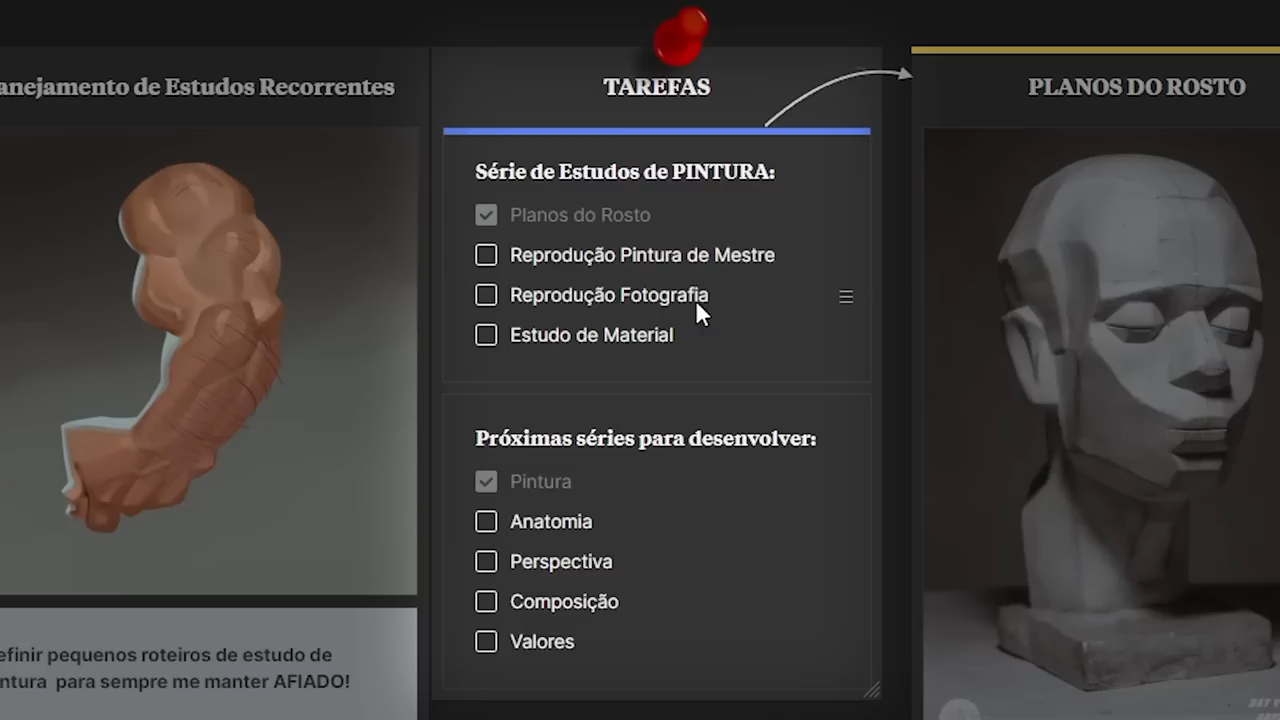 anejamento de Estudos Recorrentes
efinir pequenos roteiros de estudo de
ntura para sempre me manter AFIADO!
TAREFAS
Série de Estudos de PINTURA:
Planos do Rosto
Reprodução Pintura de Mestre
Reprodução Fotografia
Estudo de Material
Próximas séries para desenvolver:
Pintura
Anatomia
Perspectiva
Composição
Valores
PLANOS DO ROSTO